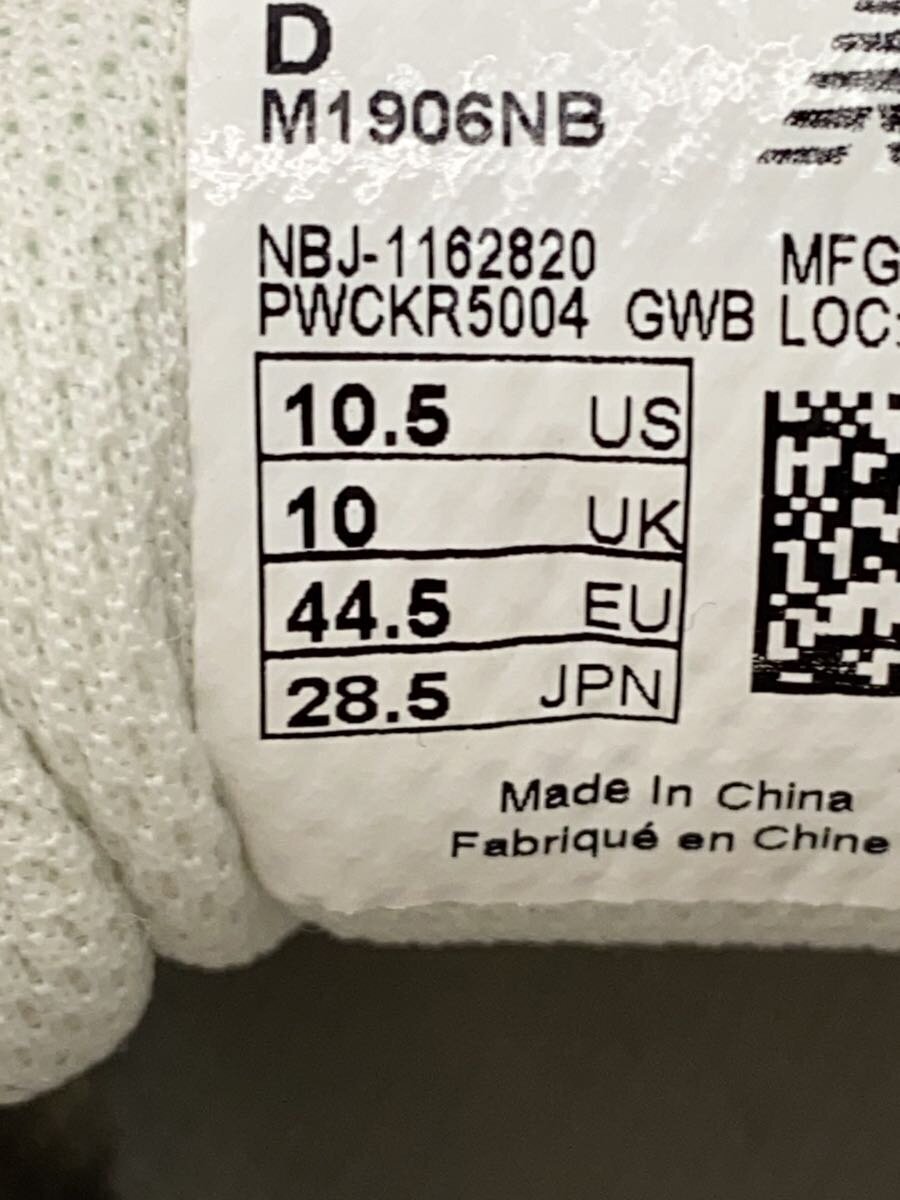 D
M1906NB
NBJ-1162820
PWCKR5004 GWB
MFG
LOC:
10.5 US
10 UK
44.5 EU
28.5 JPN
Made In China
Fabriqué en Chine